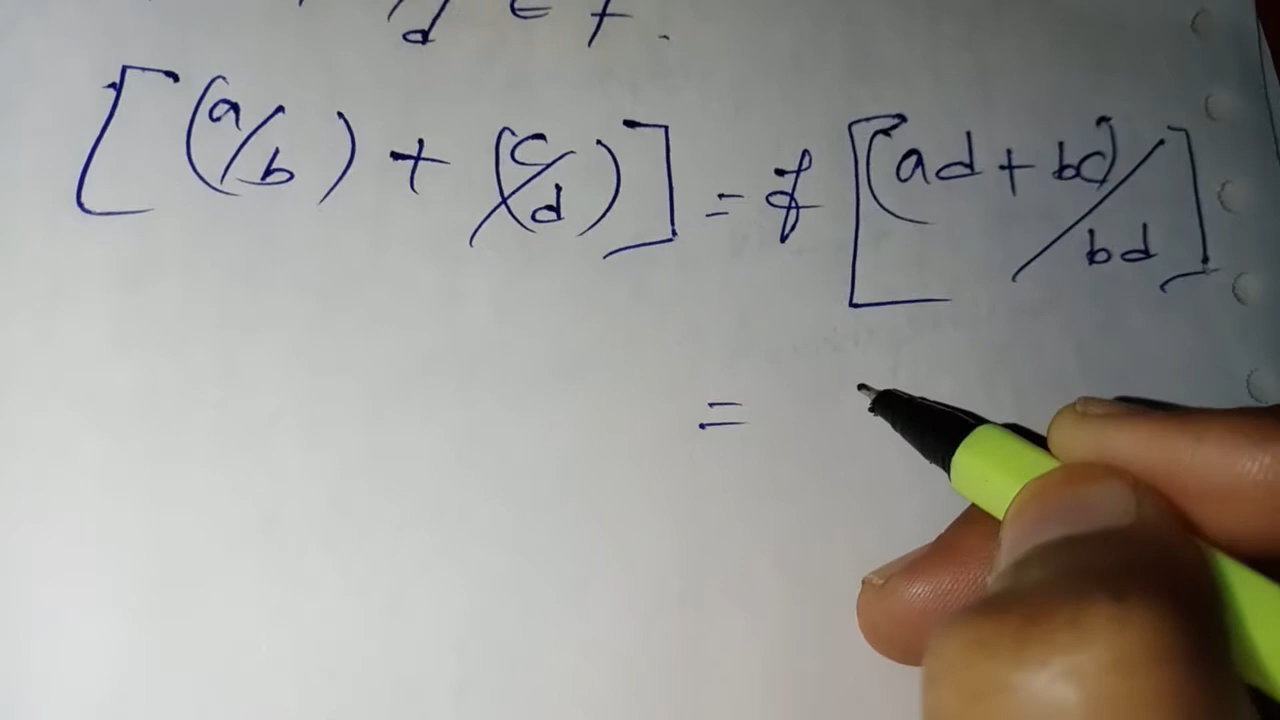 d ∈ F.
[(a/b) + (c/d)] = f [(ad + bc)/bd]
=